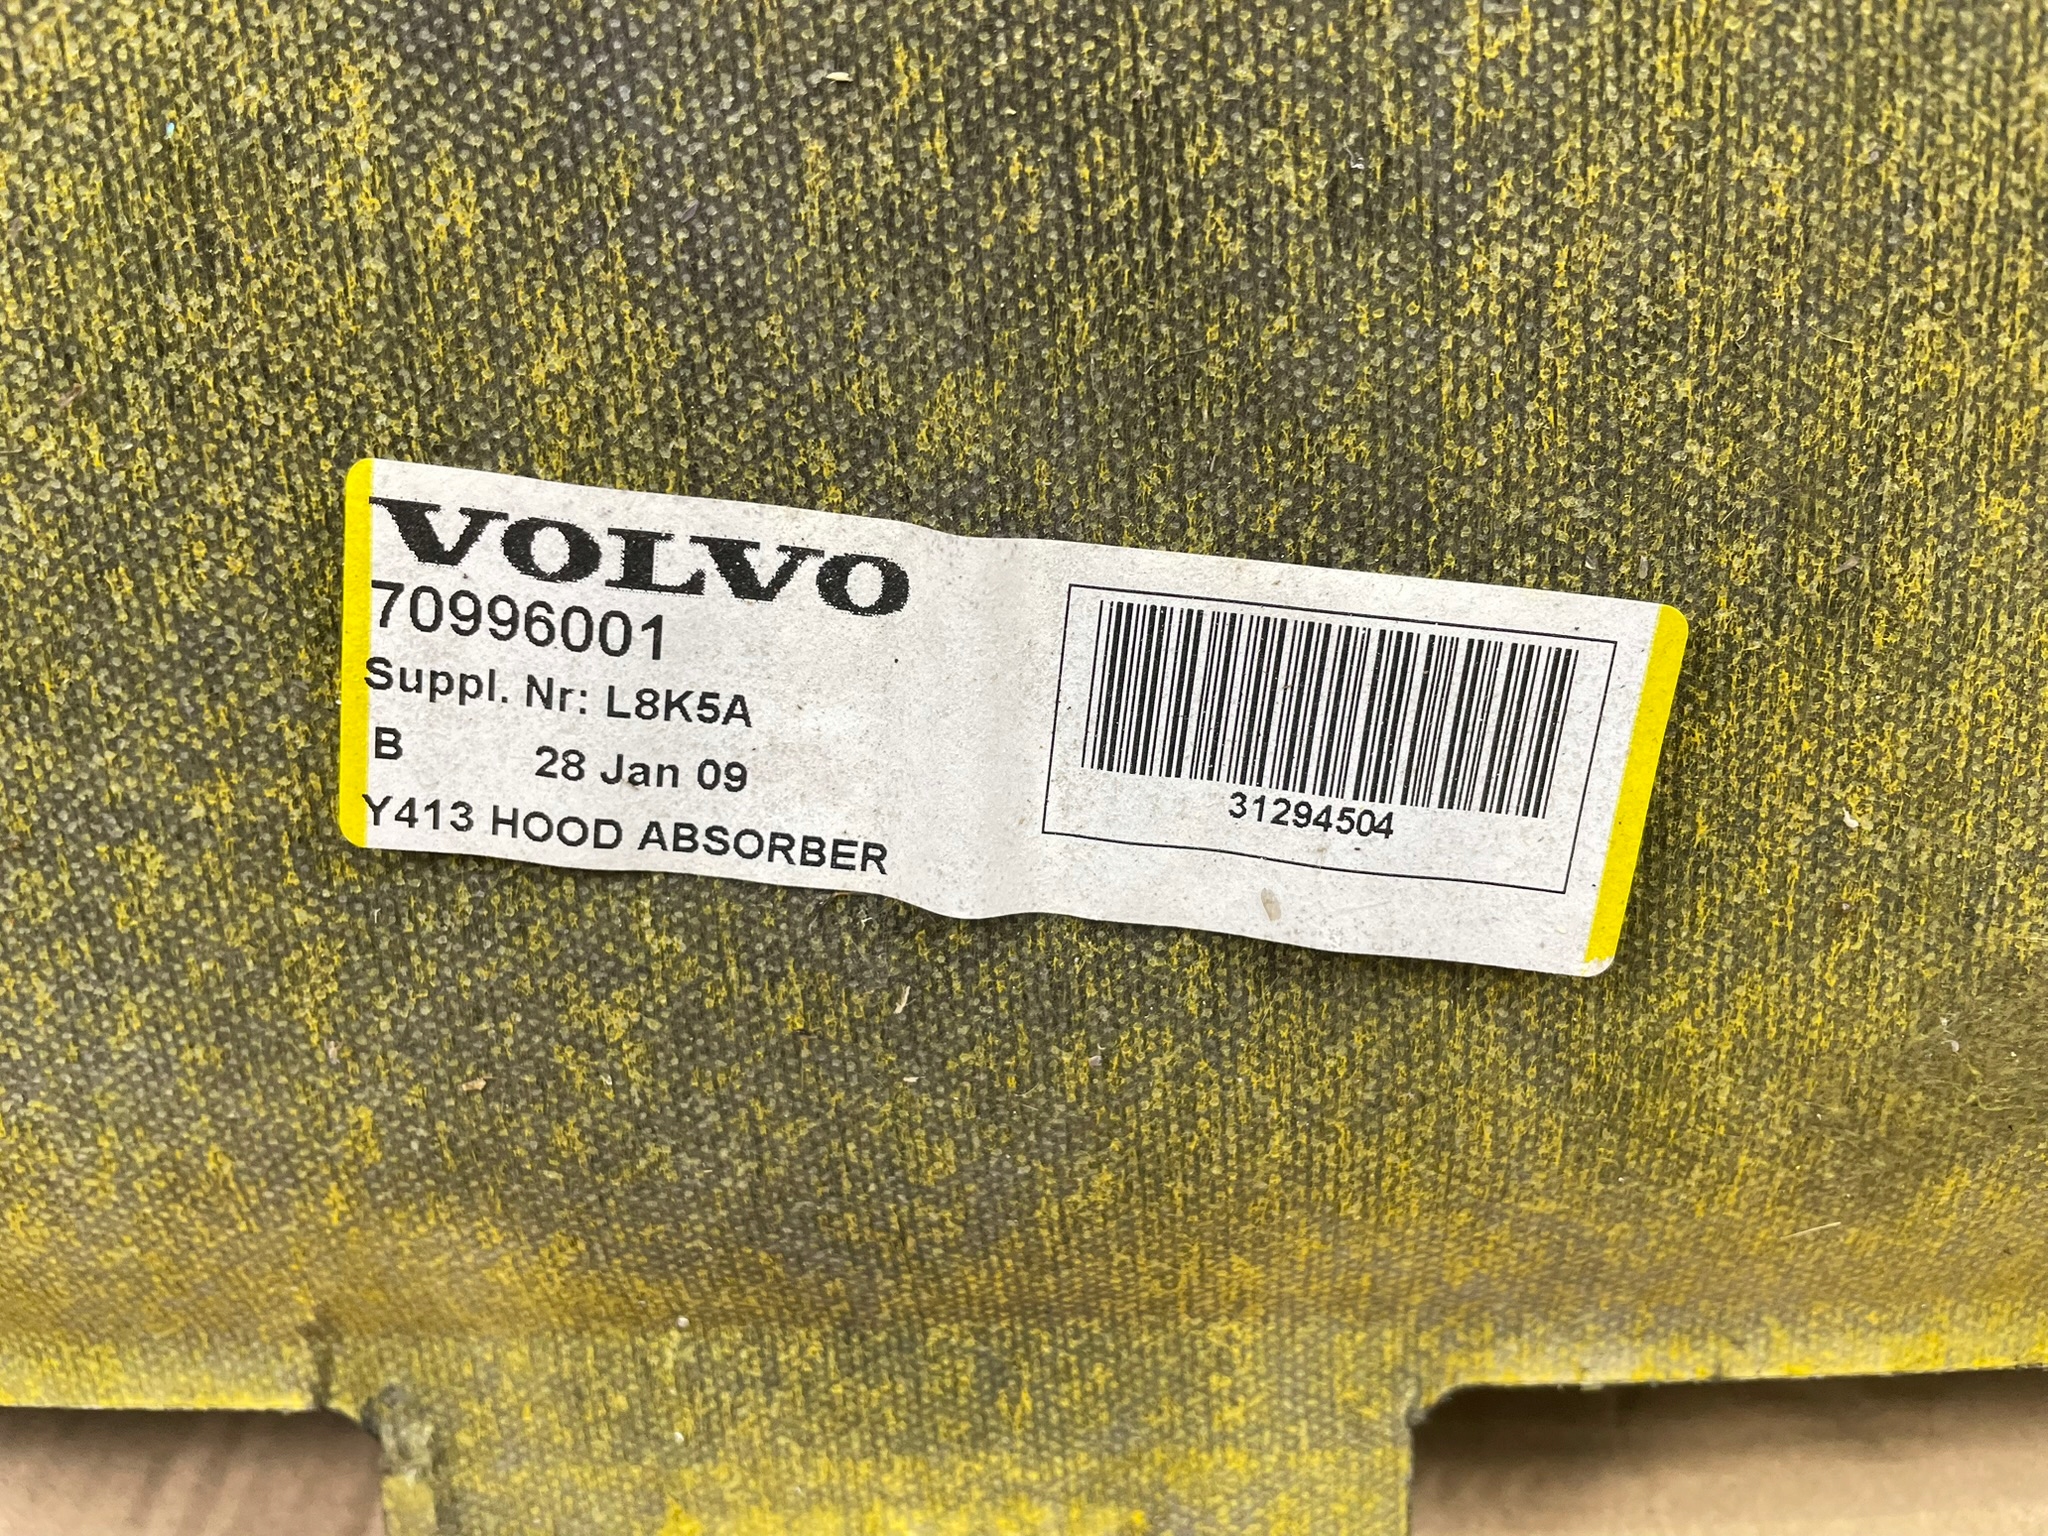 VOLVO
70996001
Suppl. Nr: L8K5A
B 28 Jan 09
Y413 HOOD ABSORBER
31294504